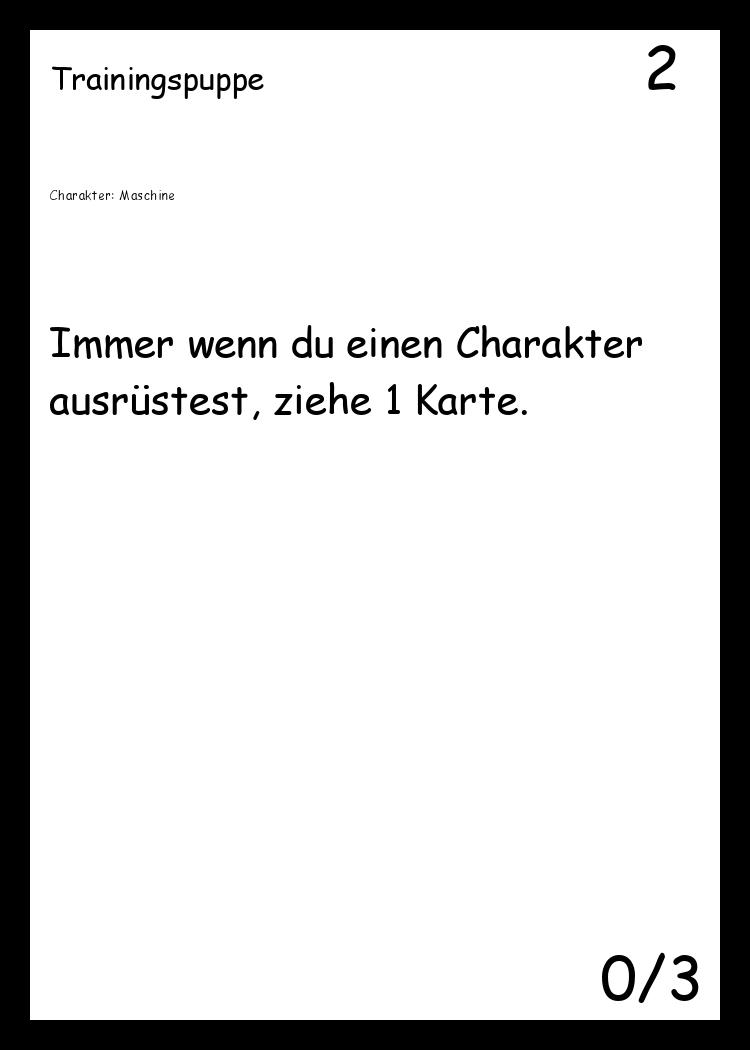 Trainingspuppe
2
Charakter: Maschine
Immer wenn du einen Charakter
ausrüstest, ziehe 1 Karte.
0/3